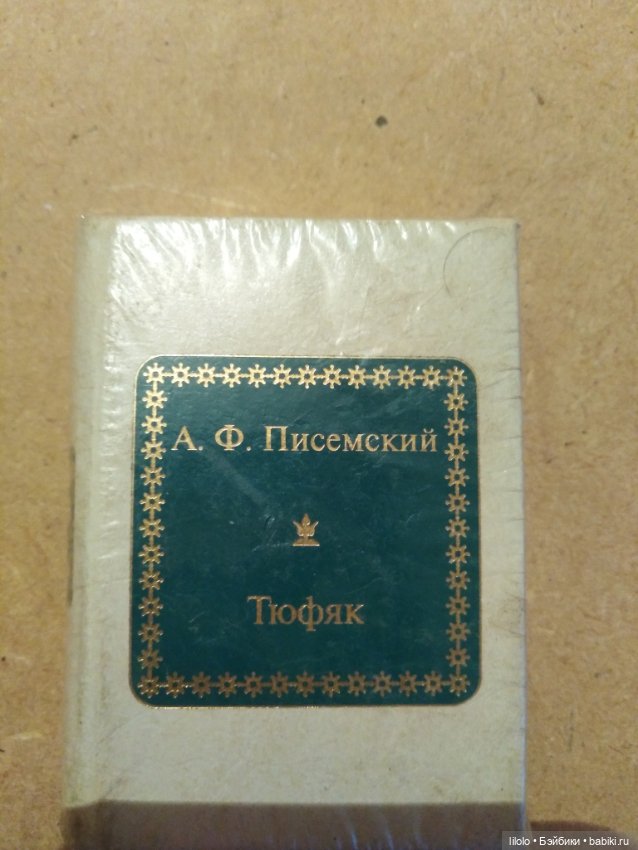 А. Ф. Писемский
Тюфяк
lilolo • Бэйбики • babiki.ru